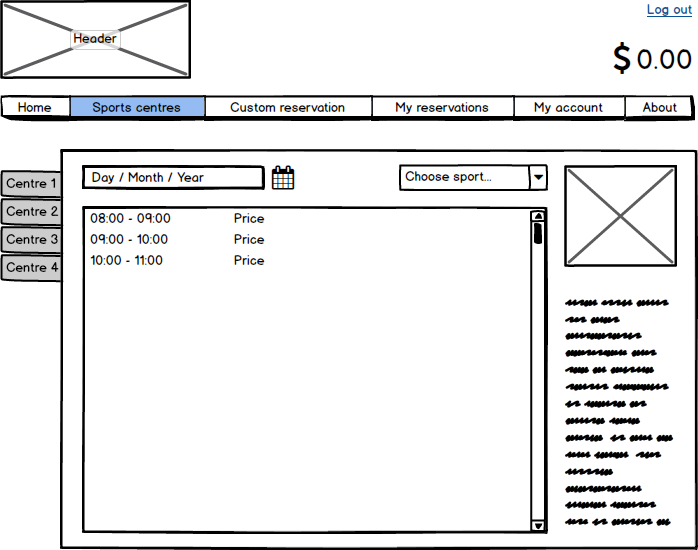 Log out
Header
$ 0.00
Home Sports centres Custom reservation My reservations My account About
Day / Month / Year Choose sport...
Centre 1
Centre 2
Centre 3
Centre 4
08:00 - 09:00 Price
09:00 - 10:00 Price
10:00 - 11:00 Price